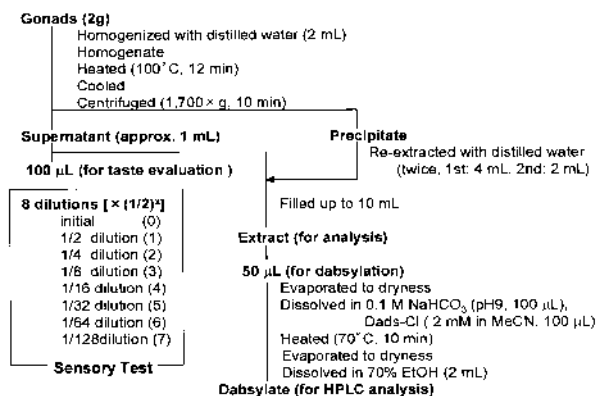 Gonads (2g)
Homogenized with distilled water (2 mL)
Homogenate
Heated (100°C, 12 min)
Cooled
Centrifuged (1,700× g, 10 min)
Supernatant (approx. 1 mL)
Precipitate
Re-extracted with distilled water
(twice, 1st: 4 mL. 2nd: 2 mL)
100 μL (for taste evaluation )
8 dilutions [ × (1/2)ˣ]
initial (0)
1/2 dilution (1)
1/4 dilution (2)
1/8 dilution (3)
1/16 dilution (4)
1/32 dilution (5)
1/64 dilution (6)
1/128dilution (7)
Sensory Test
Filled up to 10 mL
Extract (for analysis)
50 μL (for dabsylation)
Evaporated to dryness
Dissolved in 0.1 M NaHCO₃ (pH9, 100 μL),
Dads-Cl ( 2 mM in MeCN. 100 μL)
Heated (70°C, 10 min)
Evaporated to dryness
Dissolved in 70% EtOH (2 mL)
Dabsylate (for HPLC analysis)